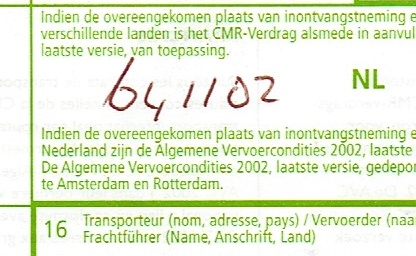 Indien de overeengekomen plaats van inontvangstneming e
verschillende landen is het CMR-Verdrag alsmede in aanvul
laatste versie, van toepassing.
641102
NL
Indien de overeengekomen plaats van inontvangstneming e
Nederland zijn de Algemene Vervoercondities 2002, laatste
De Algemene Vervoercondities 2002, laatste versie, gedepor
te Amsterdam en Rotterdam.
16 Transporteur (nom, adresse, pays) / Vervoerder (naa
Frachtführer (Name, Anschrift, Land)